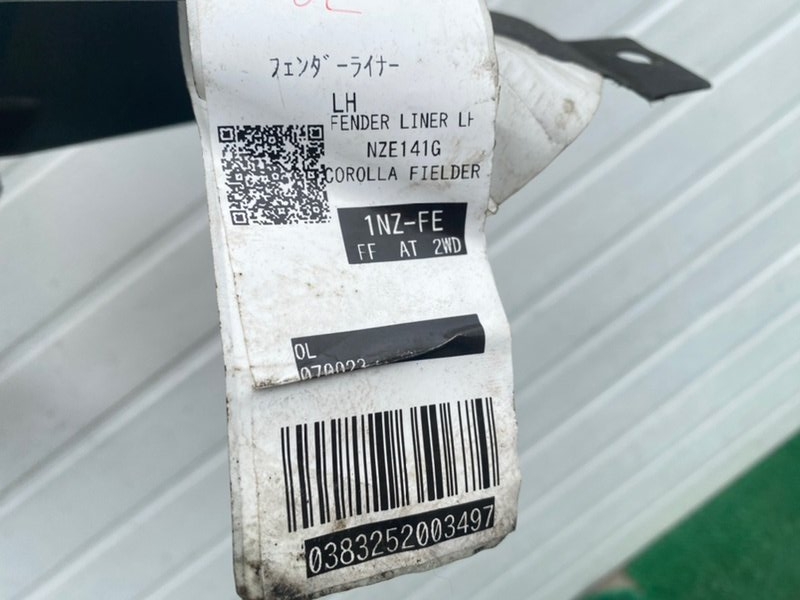 フェンダーライナー
LH
FENDER LINER LH
NZE141G
COROLLA FIELDER
1NZ-FE
FF AT 2WD
OL
0383252003497